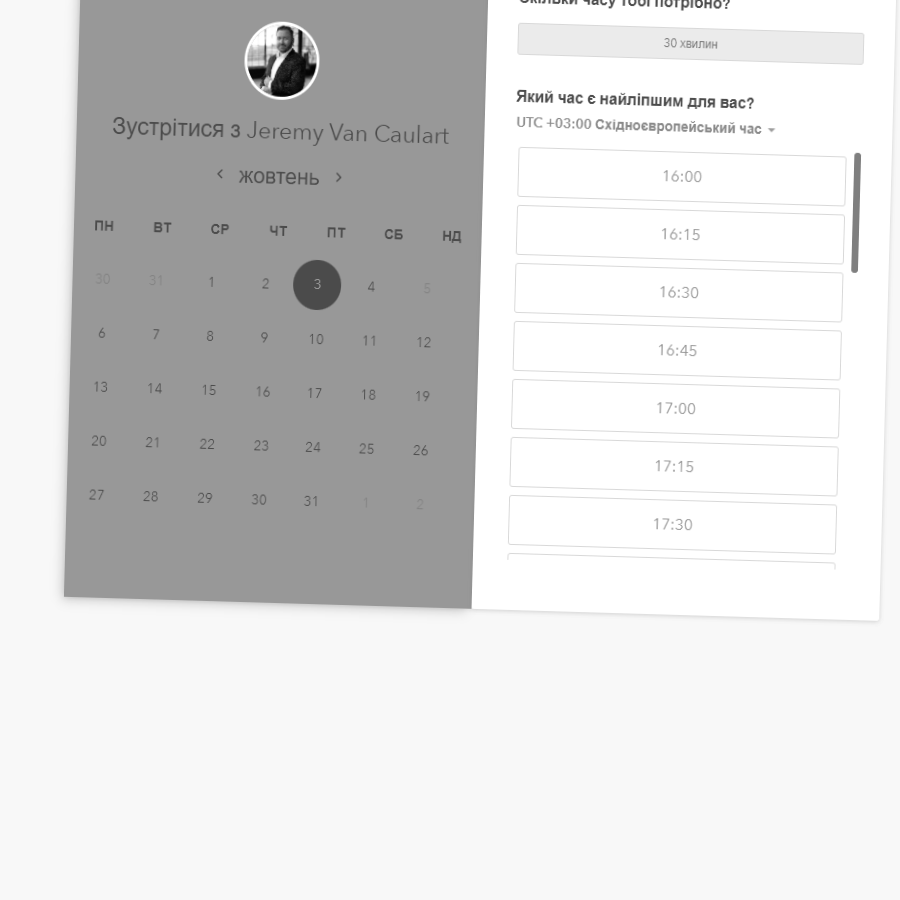 Зустрітися з Jeremy Van Caulart
жовтень
ПН ВТ СР ЧТ ПТ СБ НД
30 31 1 2 3 4 5
6 7 8 9 10 11 12
13 14 15 16 17 18 19
20 21 22 23 24 25 26
27 28 29 30 31 1 2
Скільки часу тобі потрібно?
30 хвилин
Який час є найліпшим для вас?
UTC +03:00 Східноєвропейський час
16:00
16:15
16:30
16:45
17:00
17:15
17:30